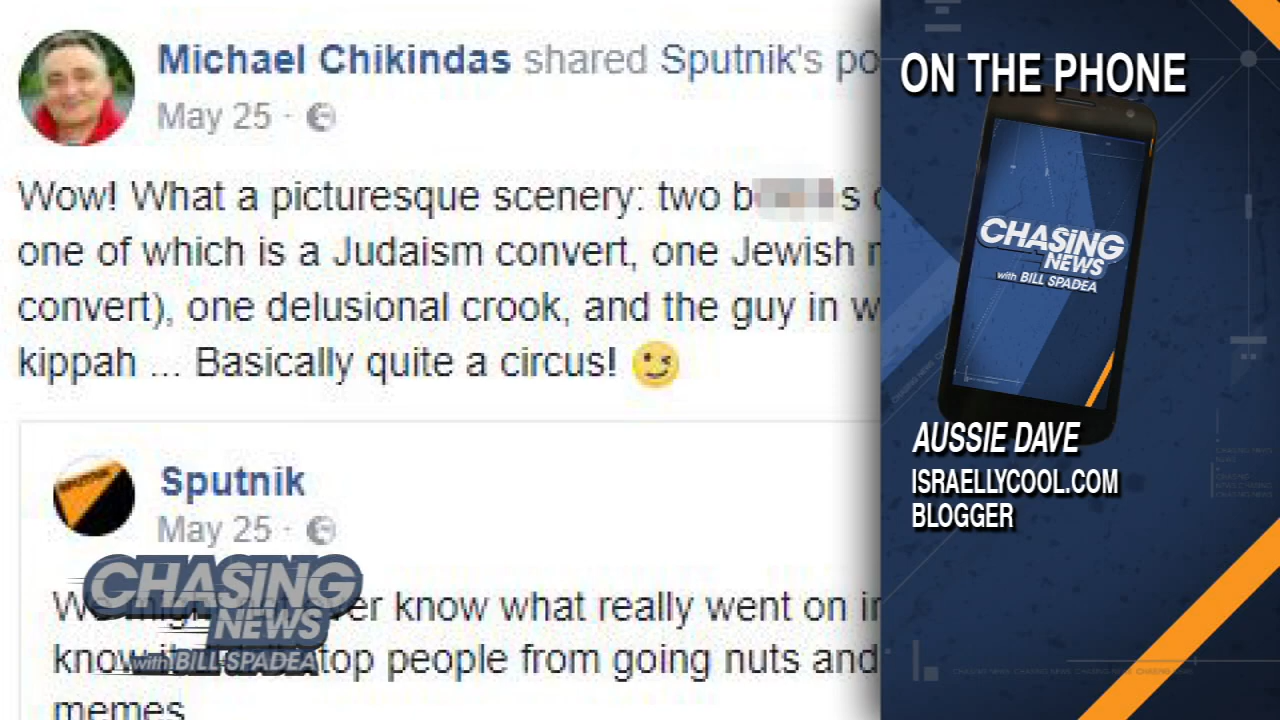 Michael Chikindas shared Sputnik's po
May 25
Wow! What a picturesque scenery: two b s
one of which is a Judaism convert, one Jewish
convert), one delusional crook, and the guy in w
kippah ... Basically quite a circus! 😉
Sputnik
May 25
er know what really went on
know top people from going nuts and
memes
CHASING
NEWS
with BILL SPADEA
ON THE PHONE
CHASING
NEWS
with BILL SPADEA
AUSSIE DAVE
ISRAELLYCOOL.COM
BLOGGER